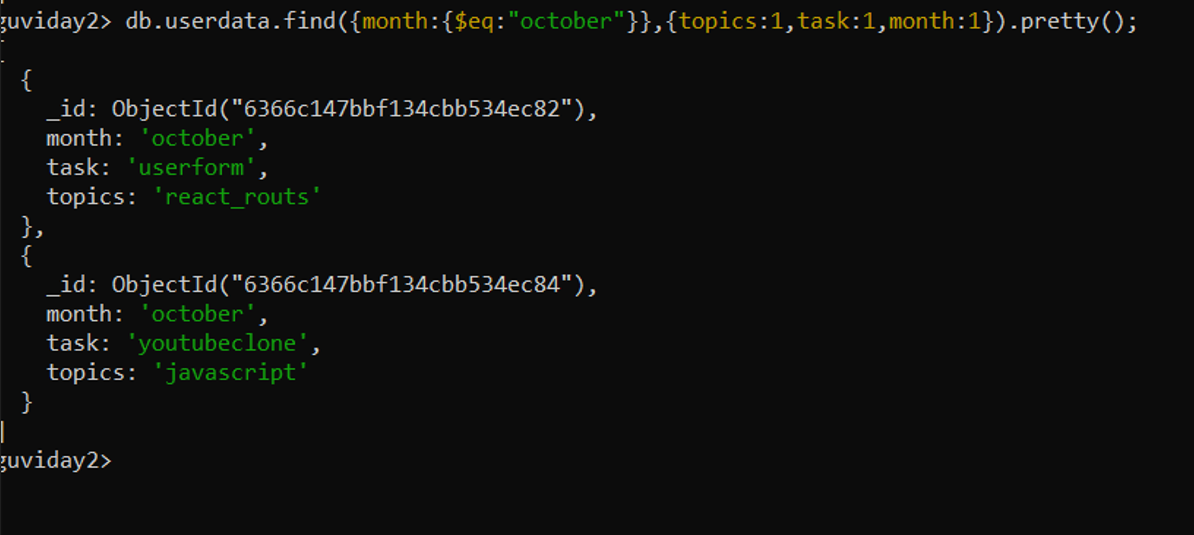 guviday2> db.userdata.find({month:{$eq:"october"}},{topics:1,task:1,month:1}).pretty();
[
  {
    _id: ObjectId("6366c147bbf134cbb534ec82"),
    month: 'october',
    task: 'userform',
    topics: 'react_routs'
  },
  {
    _id: ObjectId("6366c147bbf134cbb534ec84"),
    month: 'october',
    task: 'youtubeclone',
    topics: 'javascript'
  }
]
guviday2>